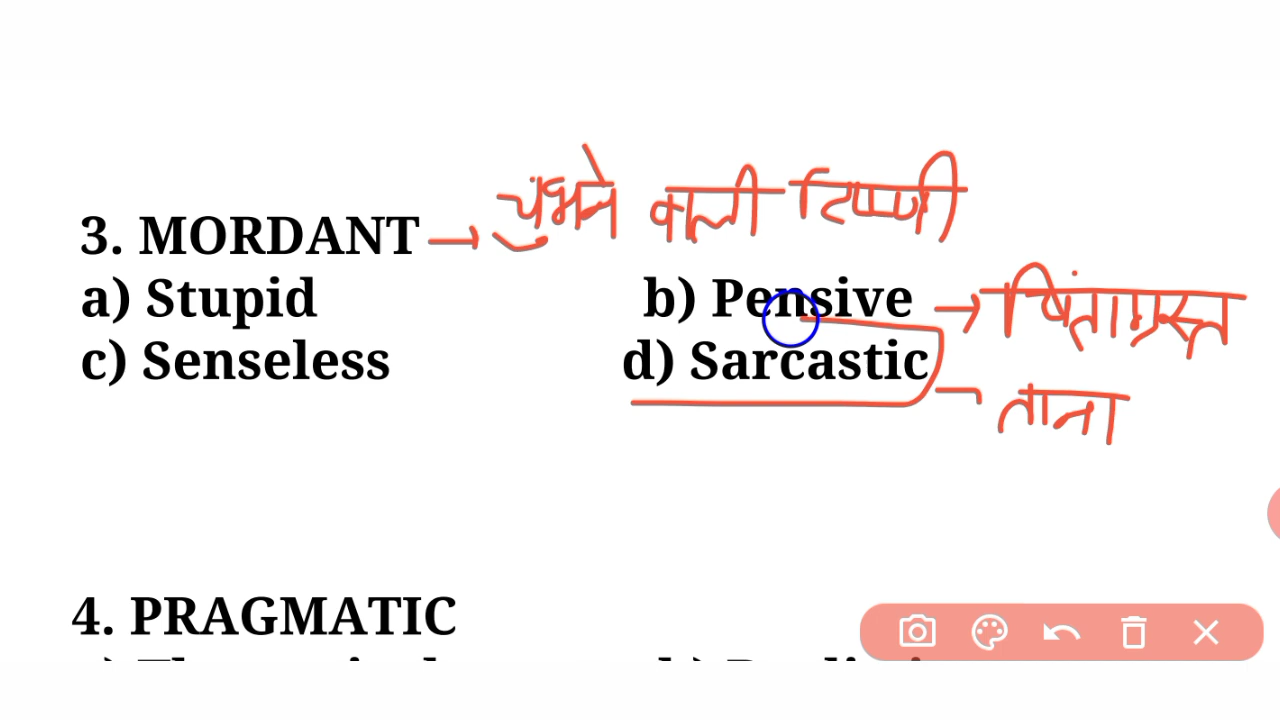 3. MORDANT → चुभने वाली टिप्पणी
a) Stupid b) Pensive → चिंताग्रस्त
c) Senseless d) Sarcastic ताना
4. PRAGMATIC